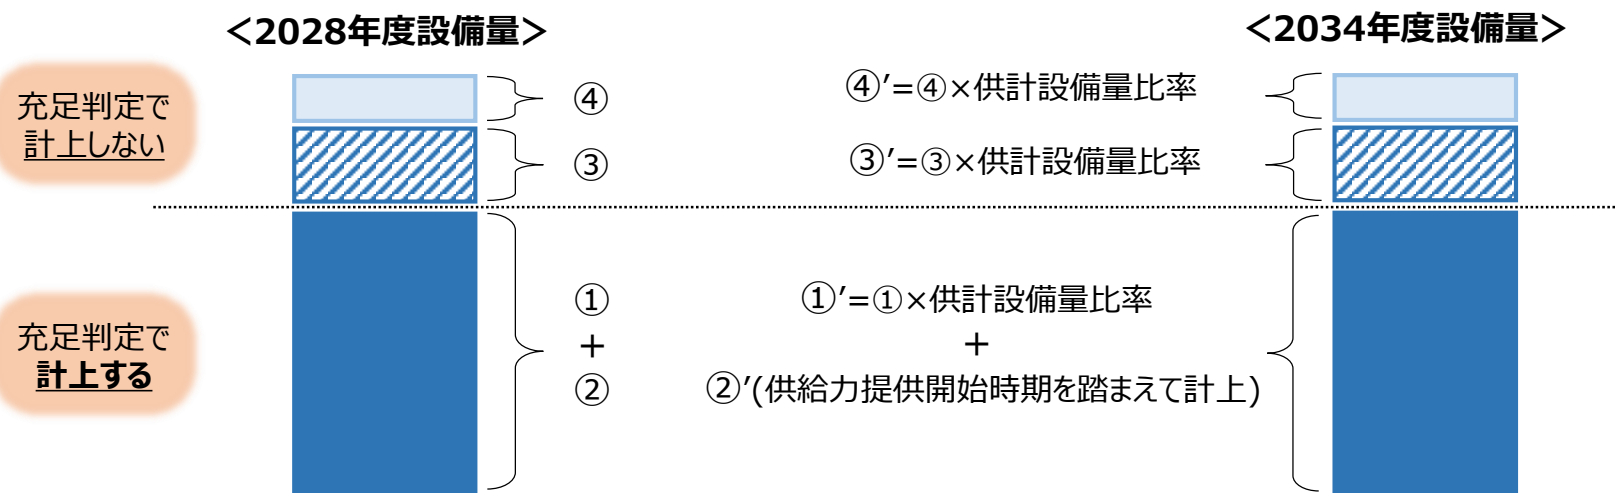 <2028年度設備量>
<2034年度設備量>
充足判定で
計上しない
④
④′=④×供計設備量比率
③
③′=③×供計設備量比率
充足判定で
計上する
①
+
②
①′=①×供計設備量比率
+
②′(供給力提供開始時期を踏まえて計上)